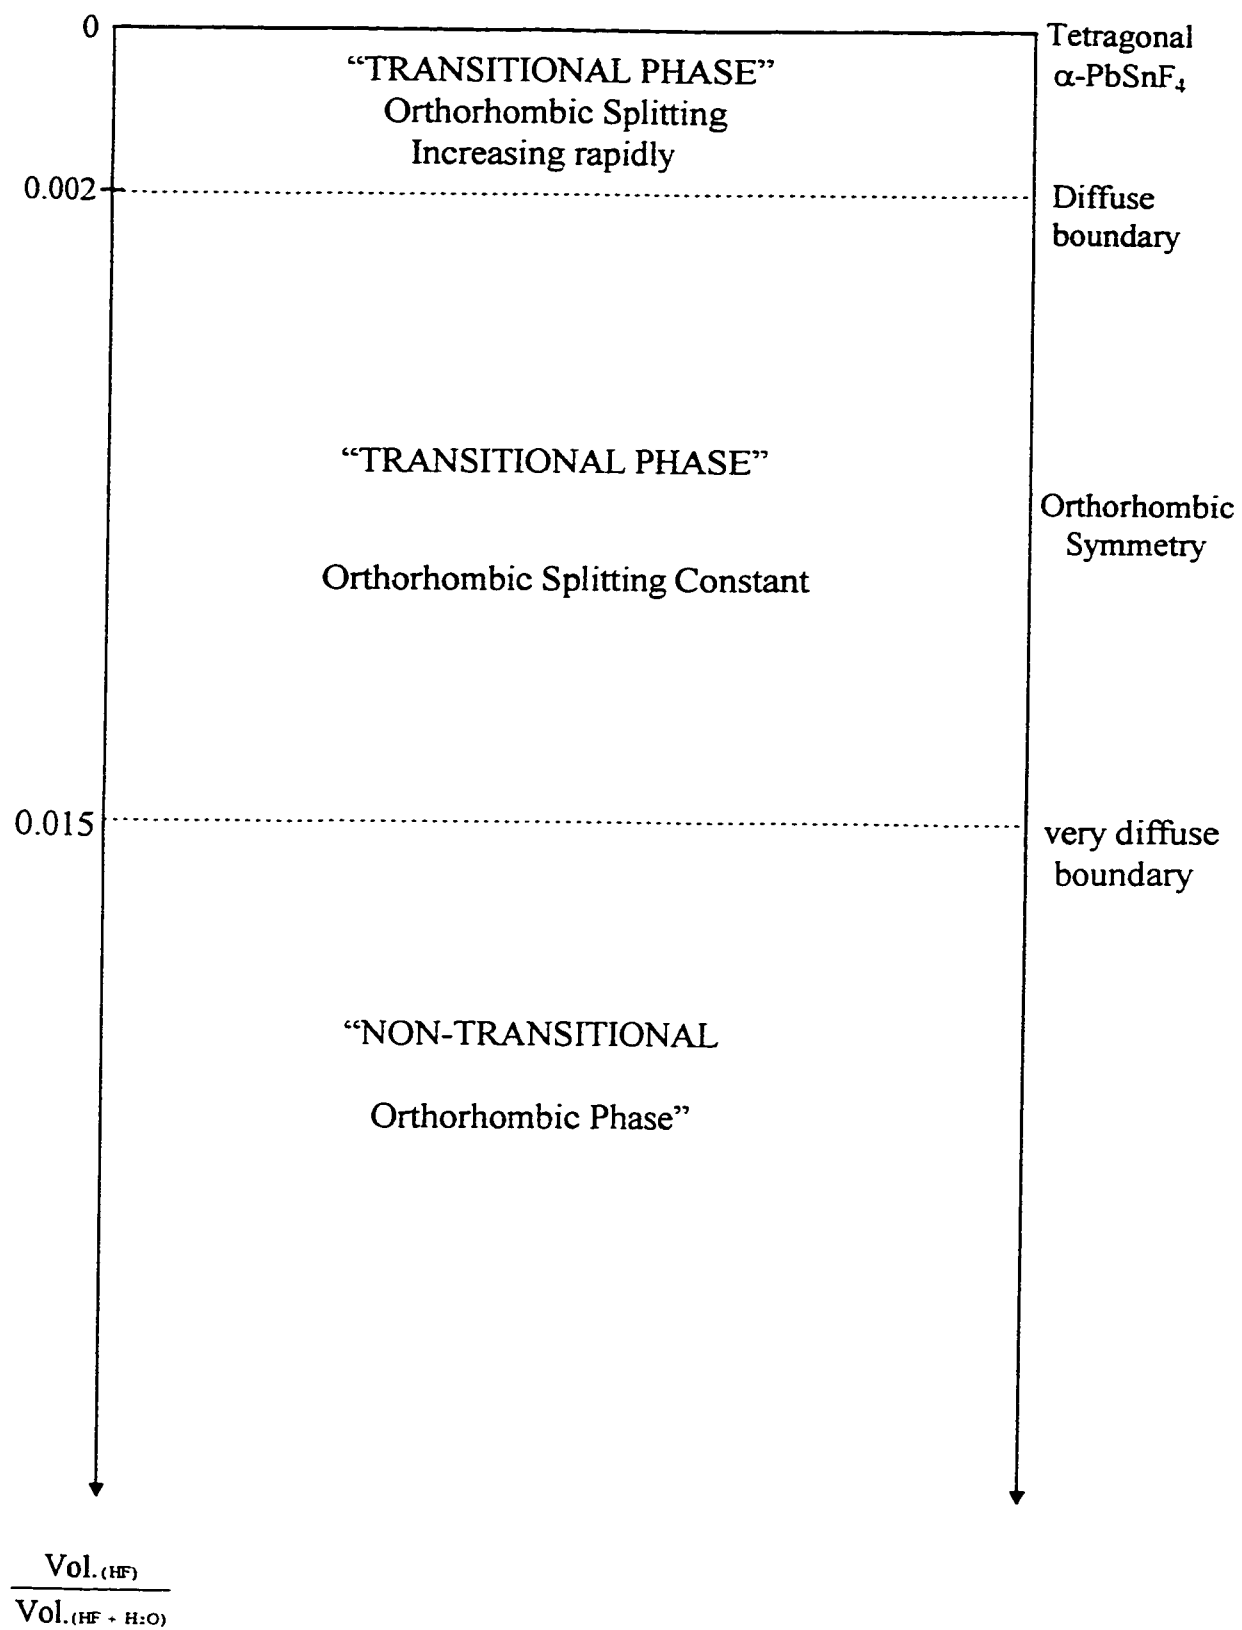 0
Tetragonal
α-PbSnF₄
“TRANSITIONAL PHASE”
Orthorhombic Splitting
Increasing rapidly
0.002
Diffuse
boundary
“TRANSITIONAL PHASE”
Orthorhombic
Symmetry
Orthorhombic Splitting Constant
0.015
very diffuse
boundary
“NON-TRANSITIONAL
Orthorhombic Phase”
Vol.(HF)
Vol.(HF + H₂O)